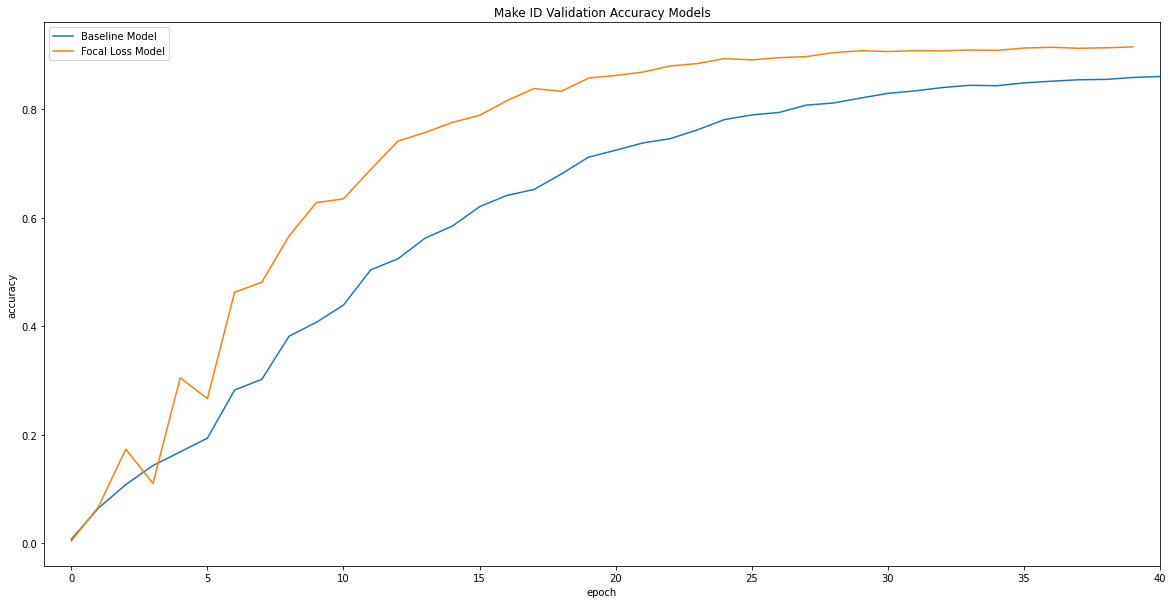 Make ID Validation Accuracy Models
Baseline Model
Focal Loss Model
accuracy
0.8
0.6
0.4
0.2
0.0
0 5 10 15 20 25 30 35 40
epoch